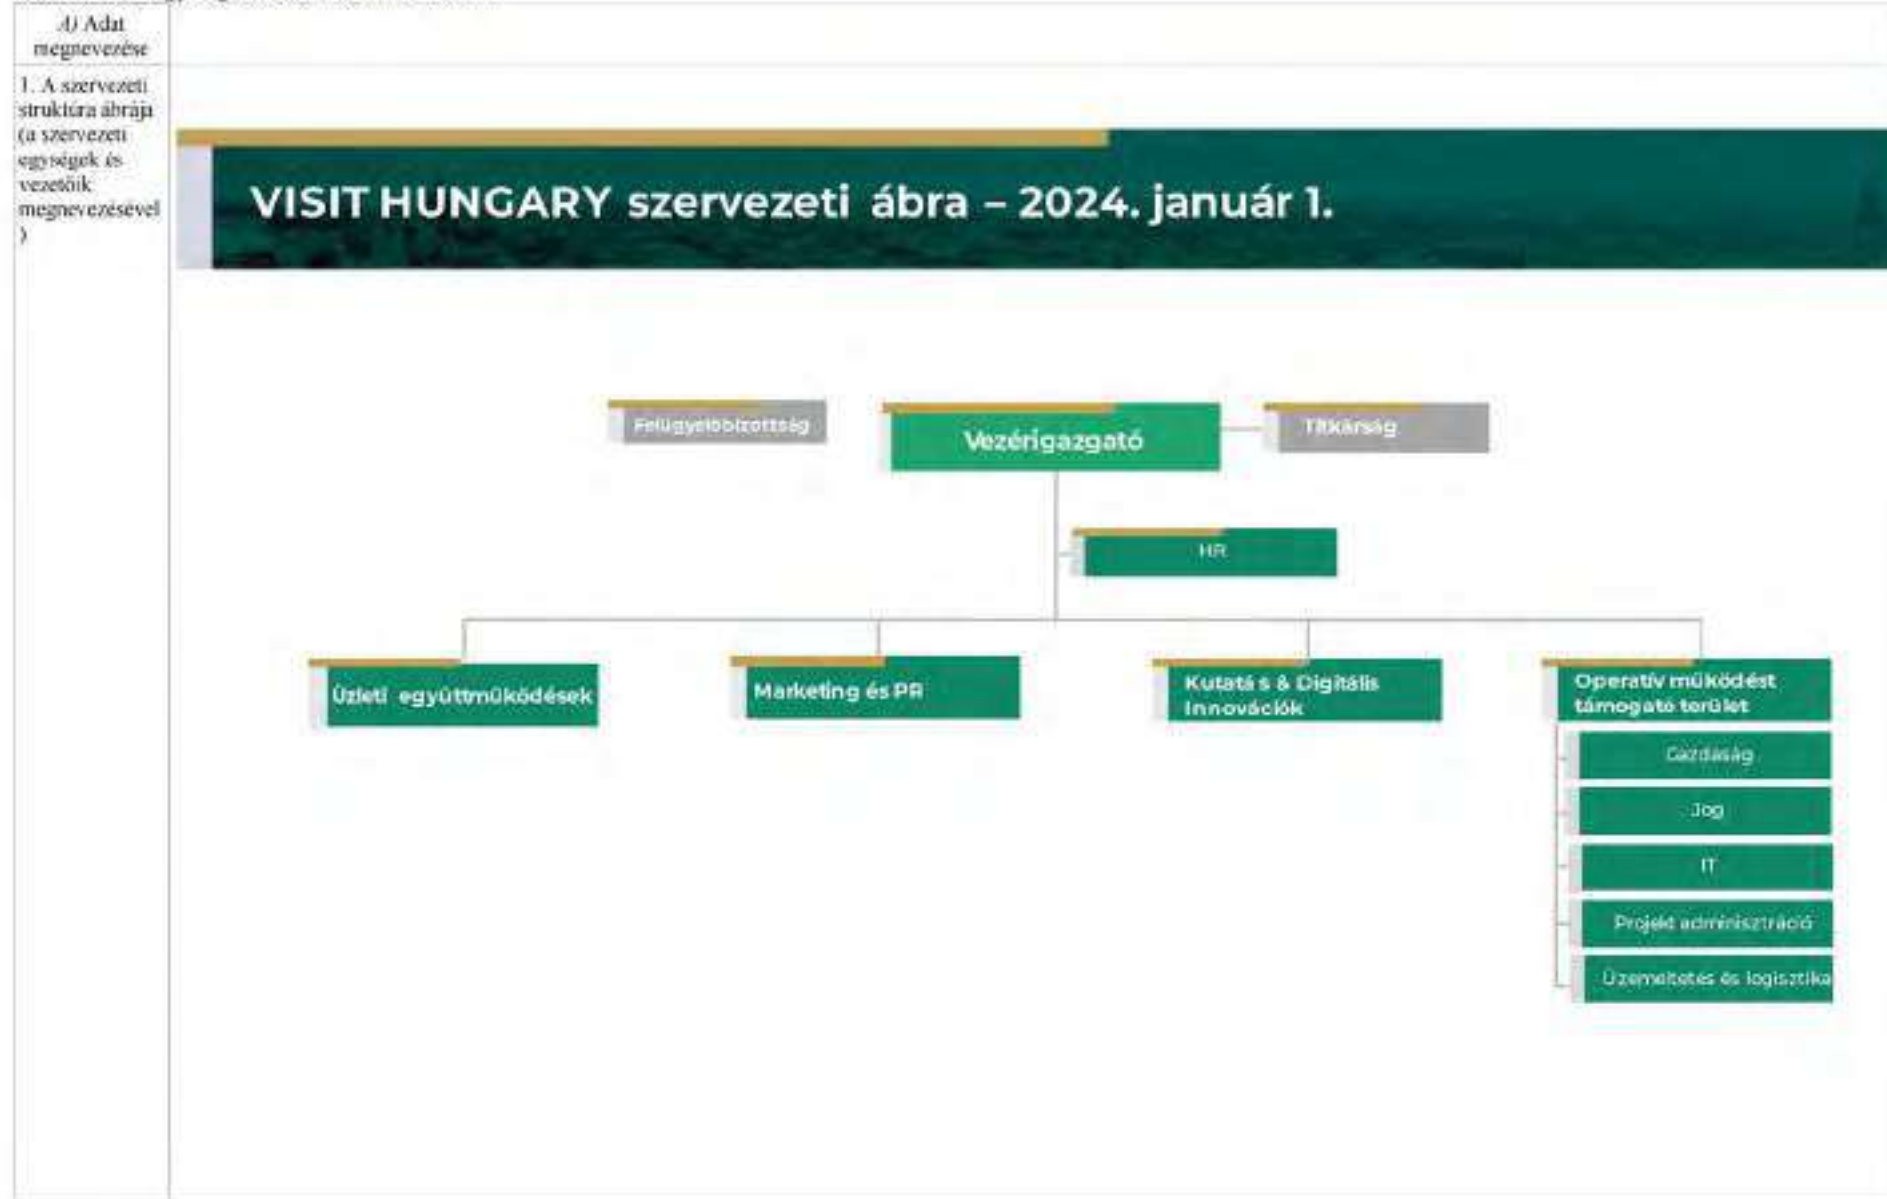 A) Adat
megnevezése
1. A szervezeti
struktúra ábrája
(a szervezeti
egységek és
vezetőik
megnevezésével
)
VISIT HUNGARY szervezeti ábra – 2024. január 1.
Felügyelőbizottság
Vezérigazgató
Titkárság
HR
Üzleti együttműködések
Marketing és PR
Kutatás & Digitális
Innovációk
Operatív működést
támogató terület
Gazdaság
Jog
IT
Projekt adminisztráció
Üzemeltetés és logisztika